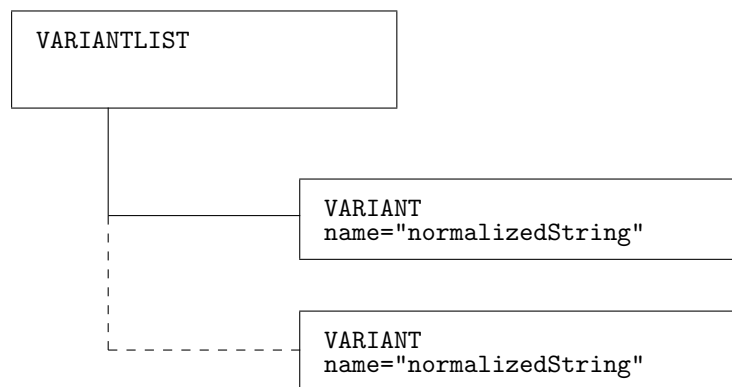 VARIANTLIST
VARIANT
name="normalizedString"
VARIANT
name="normalizedString"